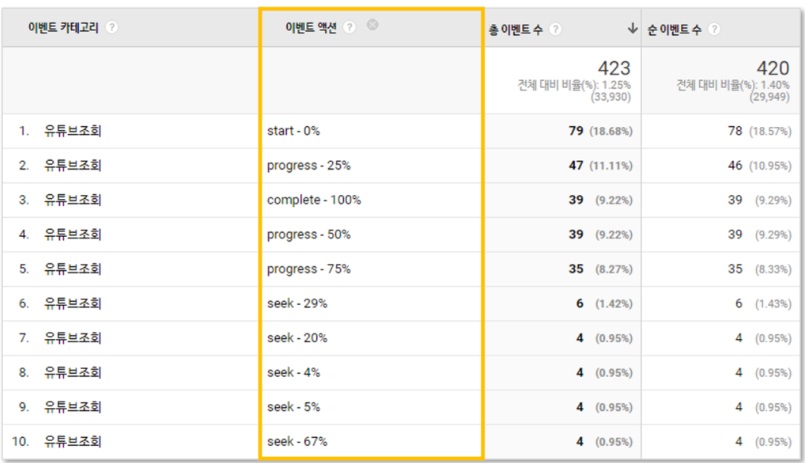 이벤트 카테고리 ? 이벤트 액션 ? 총 이벤트 수 ? 순 이벤트 수 ?
423 420
전체 대비 비율(%): 1.25% 전체 대비 비율(%): 1.40%
(33,930) (29,949)
1. 유튜브조회 start - 0% 79 (18.68%) 78 (18.57%)
2. 유튜브조회 progress - 25% 47 (11.11%) 46 (10.95%)
3. 유튜브조회 complete - 100% 39 (9.22%) 39 (9.29%)
4. 유튜브조회 progress - 50% 39 (9.22%) 39 (9.29%)
5. 유튜브조회 progress - 75% 35 (8.27%) 35 (8.33%)
6. 유튜브조회 seek - 29% 6 (1.42%) 6 (1.43%)
7. 유튜브조회 seek - 20% 4 (0.95%) 4 (0.95%)
8. 유튜브조회 seek - 4% 4 (0.95%) 4 (0.95%)
9. 유튜브조회 seek - 5% 4 (0.95%) 4 (0.95%)
10. 유튜브조회 seek - 67% 4 (0.95%) 4 (0.95%)